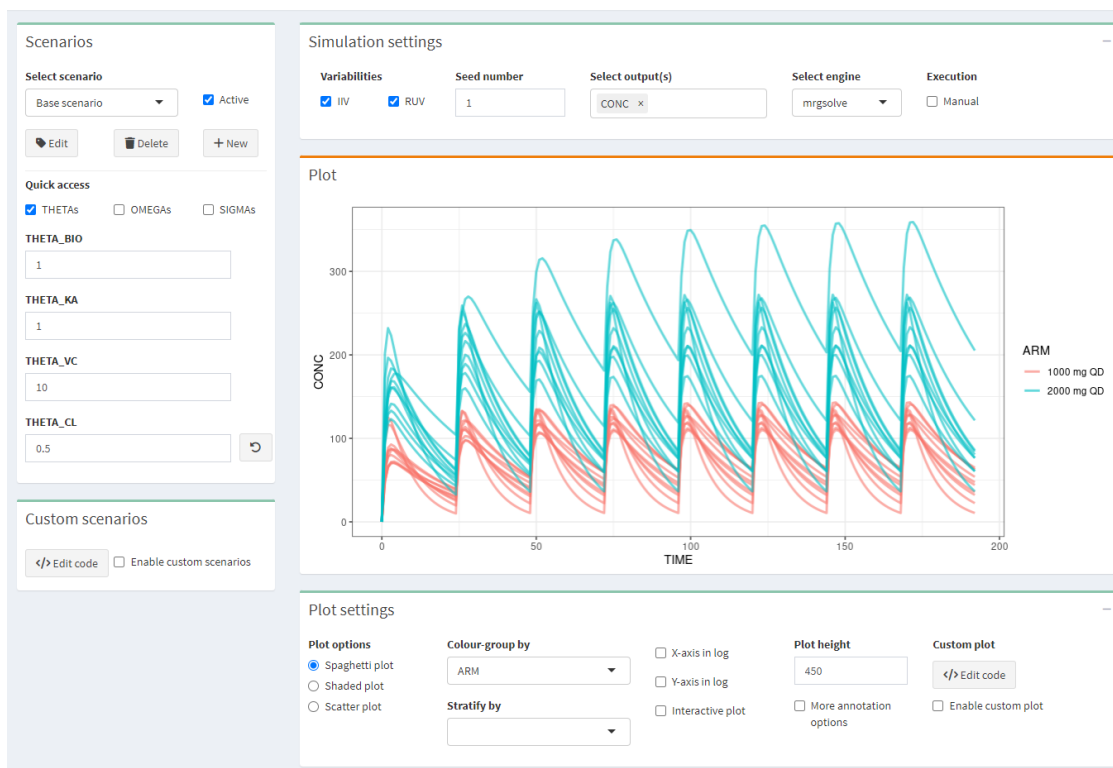 Scenarios
Select scenario
Base scenario
Active
Edit
Delete
+ New
Quick access
THETAs
OMEGAs
SIGMAs
THETA_BIO
1
THETA_KA
1
THETA_VC
10
THETA_CL
0.5
Custom scenarios
</> Edit code
Enable custom scenarios
Simulation settings
Variabilities
IIV
RUV
Seed number
1
Select output(s)
CONC ×
Select engine
mrgsolve
Execution
Manual
Plot
CONC
300
200
100
0
0
50
100
150
200
TIME
ARM
1000 mg QD
2000 mg QD
Plot settings
Plot options
Spaghetti plot
Shaded plot
Scatter plot
Colour-group by
ARM
Stratify by
X-axis in log
Y-axis in log
Interactive plot
Plot height
450
More annotation
options
Custom plot
</> Edit code
Enable custom plot